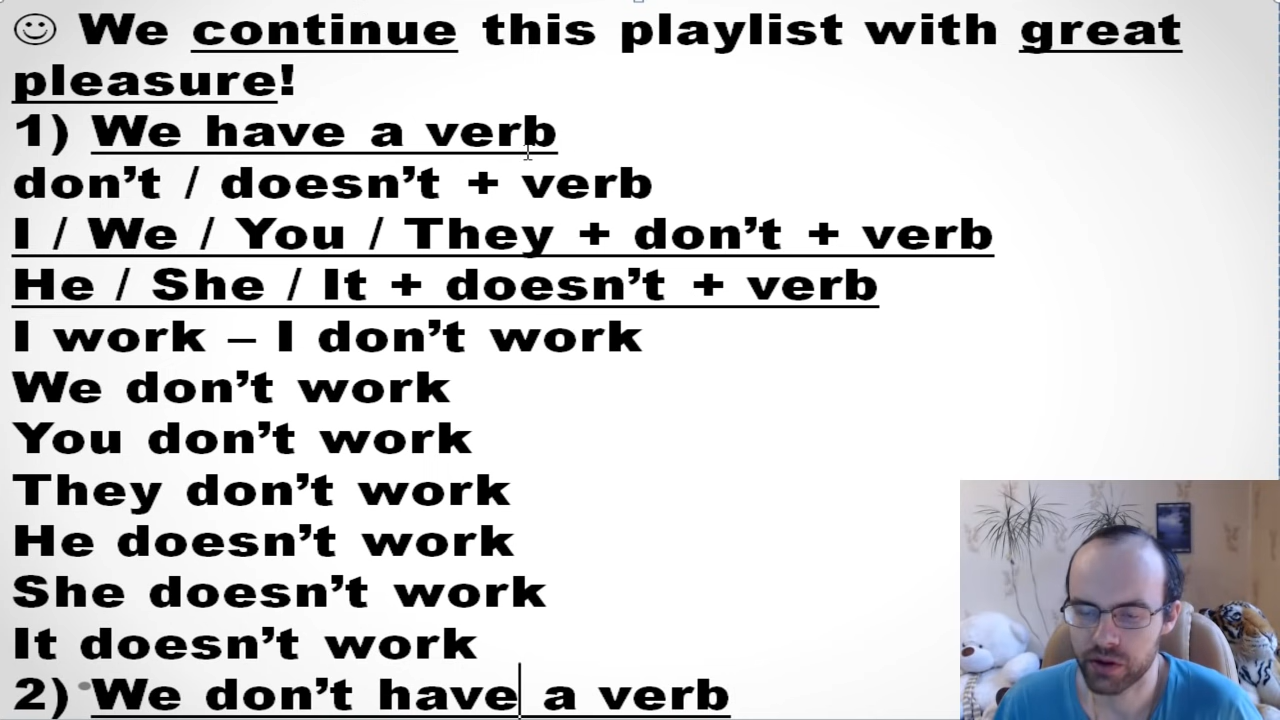 ☺ We continue this playlist with great
pleasure!
1) We have a verb
don’t / doesn’t + verb
I / We / You / They + don’t + verb
He / She / It + doesn’t + verb
I work – I don’t work
We don’t work
You don’t work
They don’t work
He doesn’t work
She doesn’t work
It doesn’t work
2) We don’t have a verb